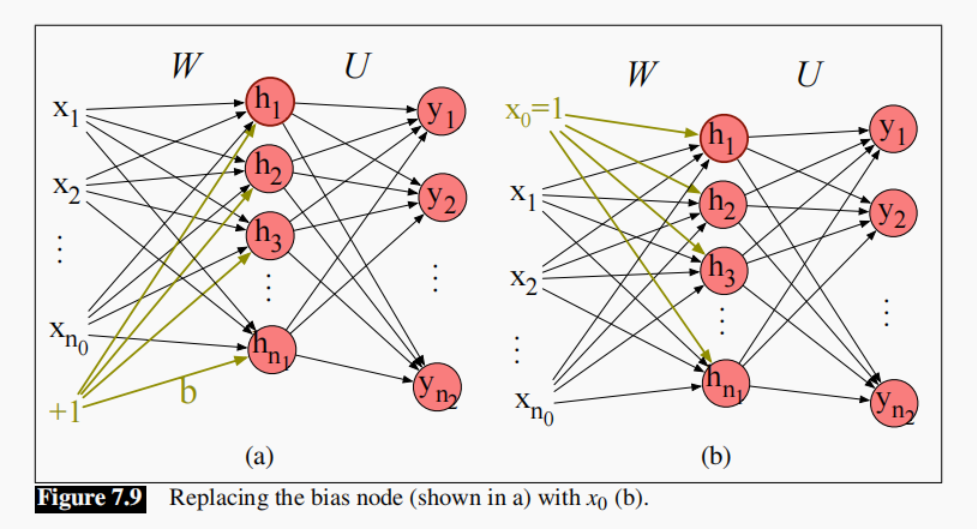 W U
x1 h1 y1
x2 h2 y2
⋮ h3
⋮ ⋮
xn0 hn1 yn2
+1 b
(a)
W U
x0=1 h1 y1
x1 h2 y2
x2 h3
⋮ ⋮ ⋮
xn0 hn1 yn2
(b)
Figure 7.9 Replacing the bias node (shown in a) with x0 (b).